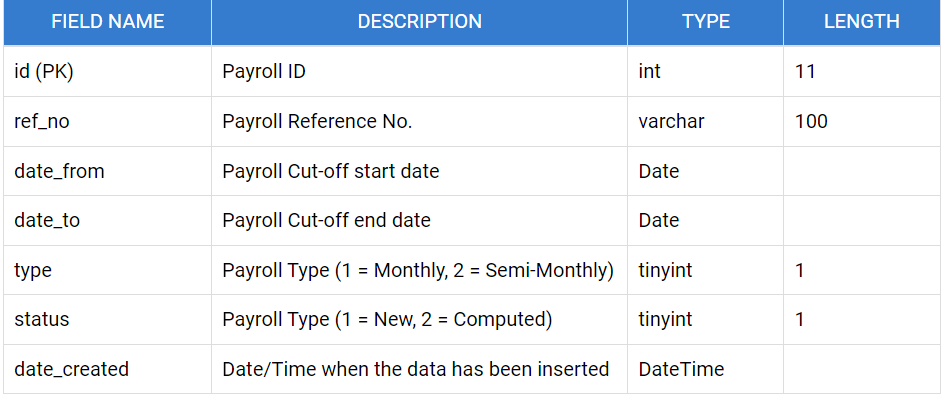 FIELD NAME DESCRIPTION TYPE LENGTH
id (PK) Payroll ID int 11
ref_no Payroll Reference No. varchar 100
date_from Payroll Cut-off start date Date
date_to Payroll Cut-off end date Date
type Payroll Type (1 = Monthly, 2 = Semi-Monthly) tinyint 1
status Payroll Type (1 = New, 2 = Computed) tinyint 1
date_created Date/Time when the data has been inserted DateTime